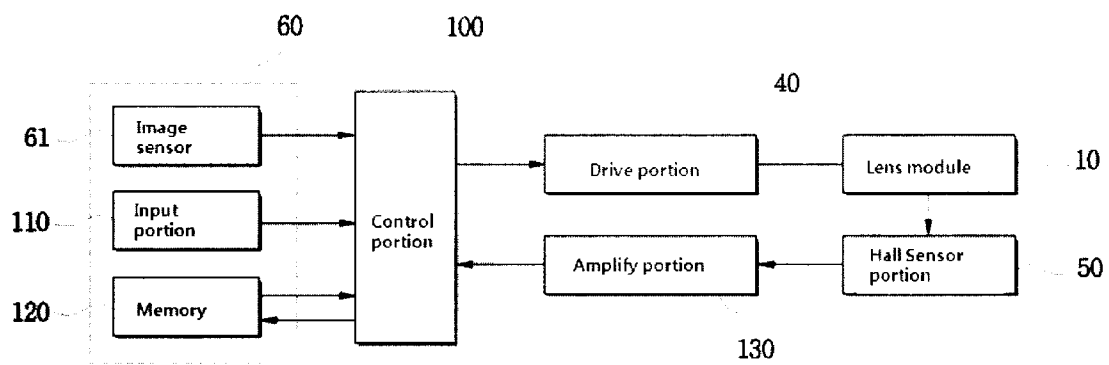 60
100
40
61
Image
sensor
10
Drive portion
Lens module
110
Input
portion
Control
portion
Amplify portion
Hall Sensor
portion
50
120
Memory
130